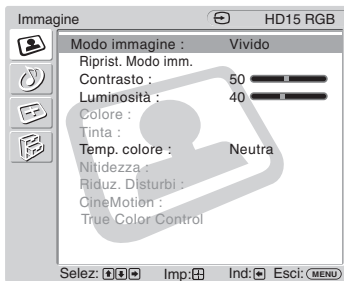 Immagine HD15 RGB
Modo immagine : Vivido
Riprist. Modo imm.
Contrasto : 50
Luminosità : 40
Colore :
Tinta :
Temp. colore : Neutra
Nitidezza :
Riduz. Disturbi :
CineMotion :
True Color Control
Selez: Imp: Ind: Esci: MENU